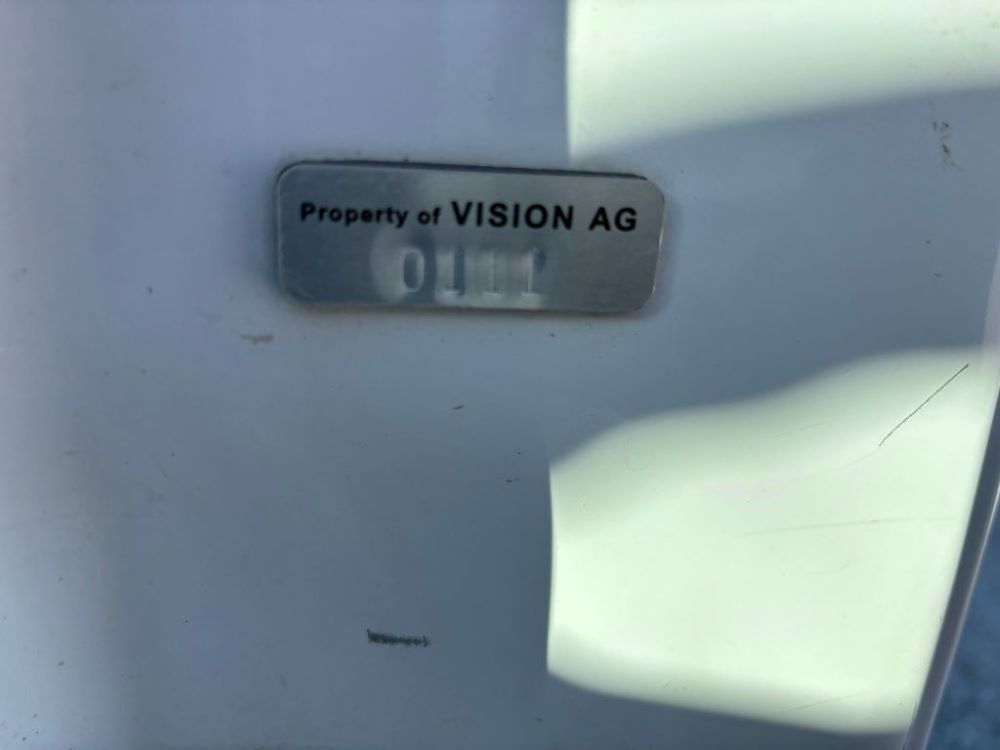 Property of VISION AG
0111